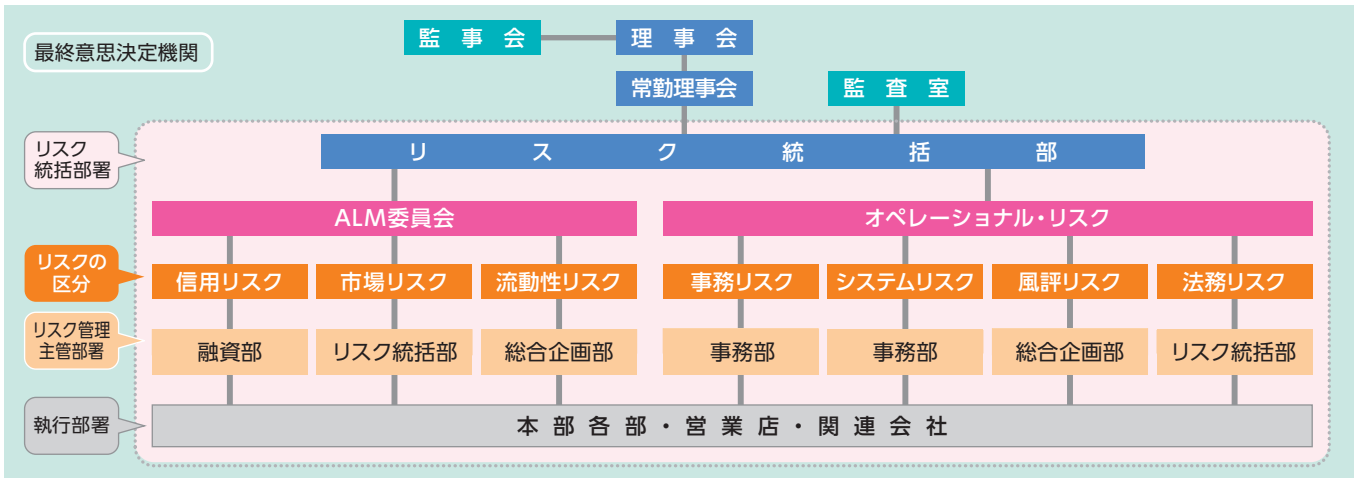 最終意思決定機関
監事会
理事会
常勤理事会
監査室
リスク
統括部署
リスク統括部
ALM委員会
オペレーショナル・リスク
リスクの
区分
信用リスク
市場リスク
流動性リスク
事務リスク
システムリスク
風評リスク
法務リスク
リスク管理
主管部署
融資部
リスク統括部
総合企画部
事務部
事務部
総合企画部
リスク統括部
執行部署
本部各部・営業店・関連会社